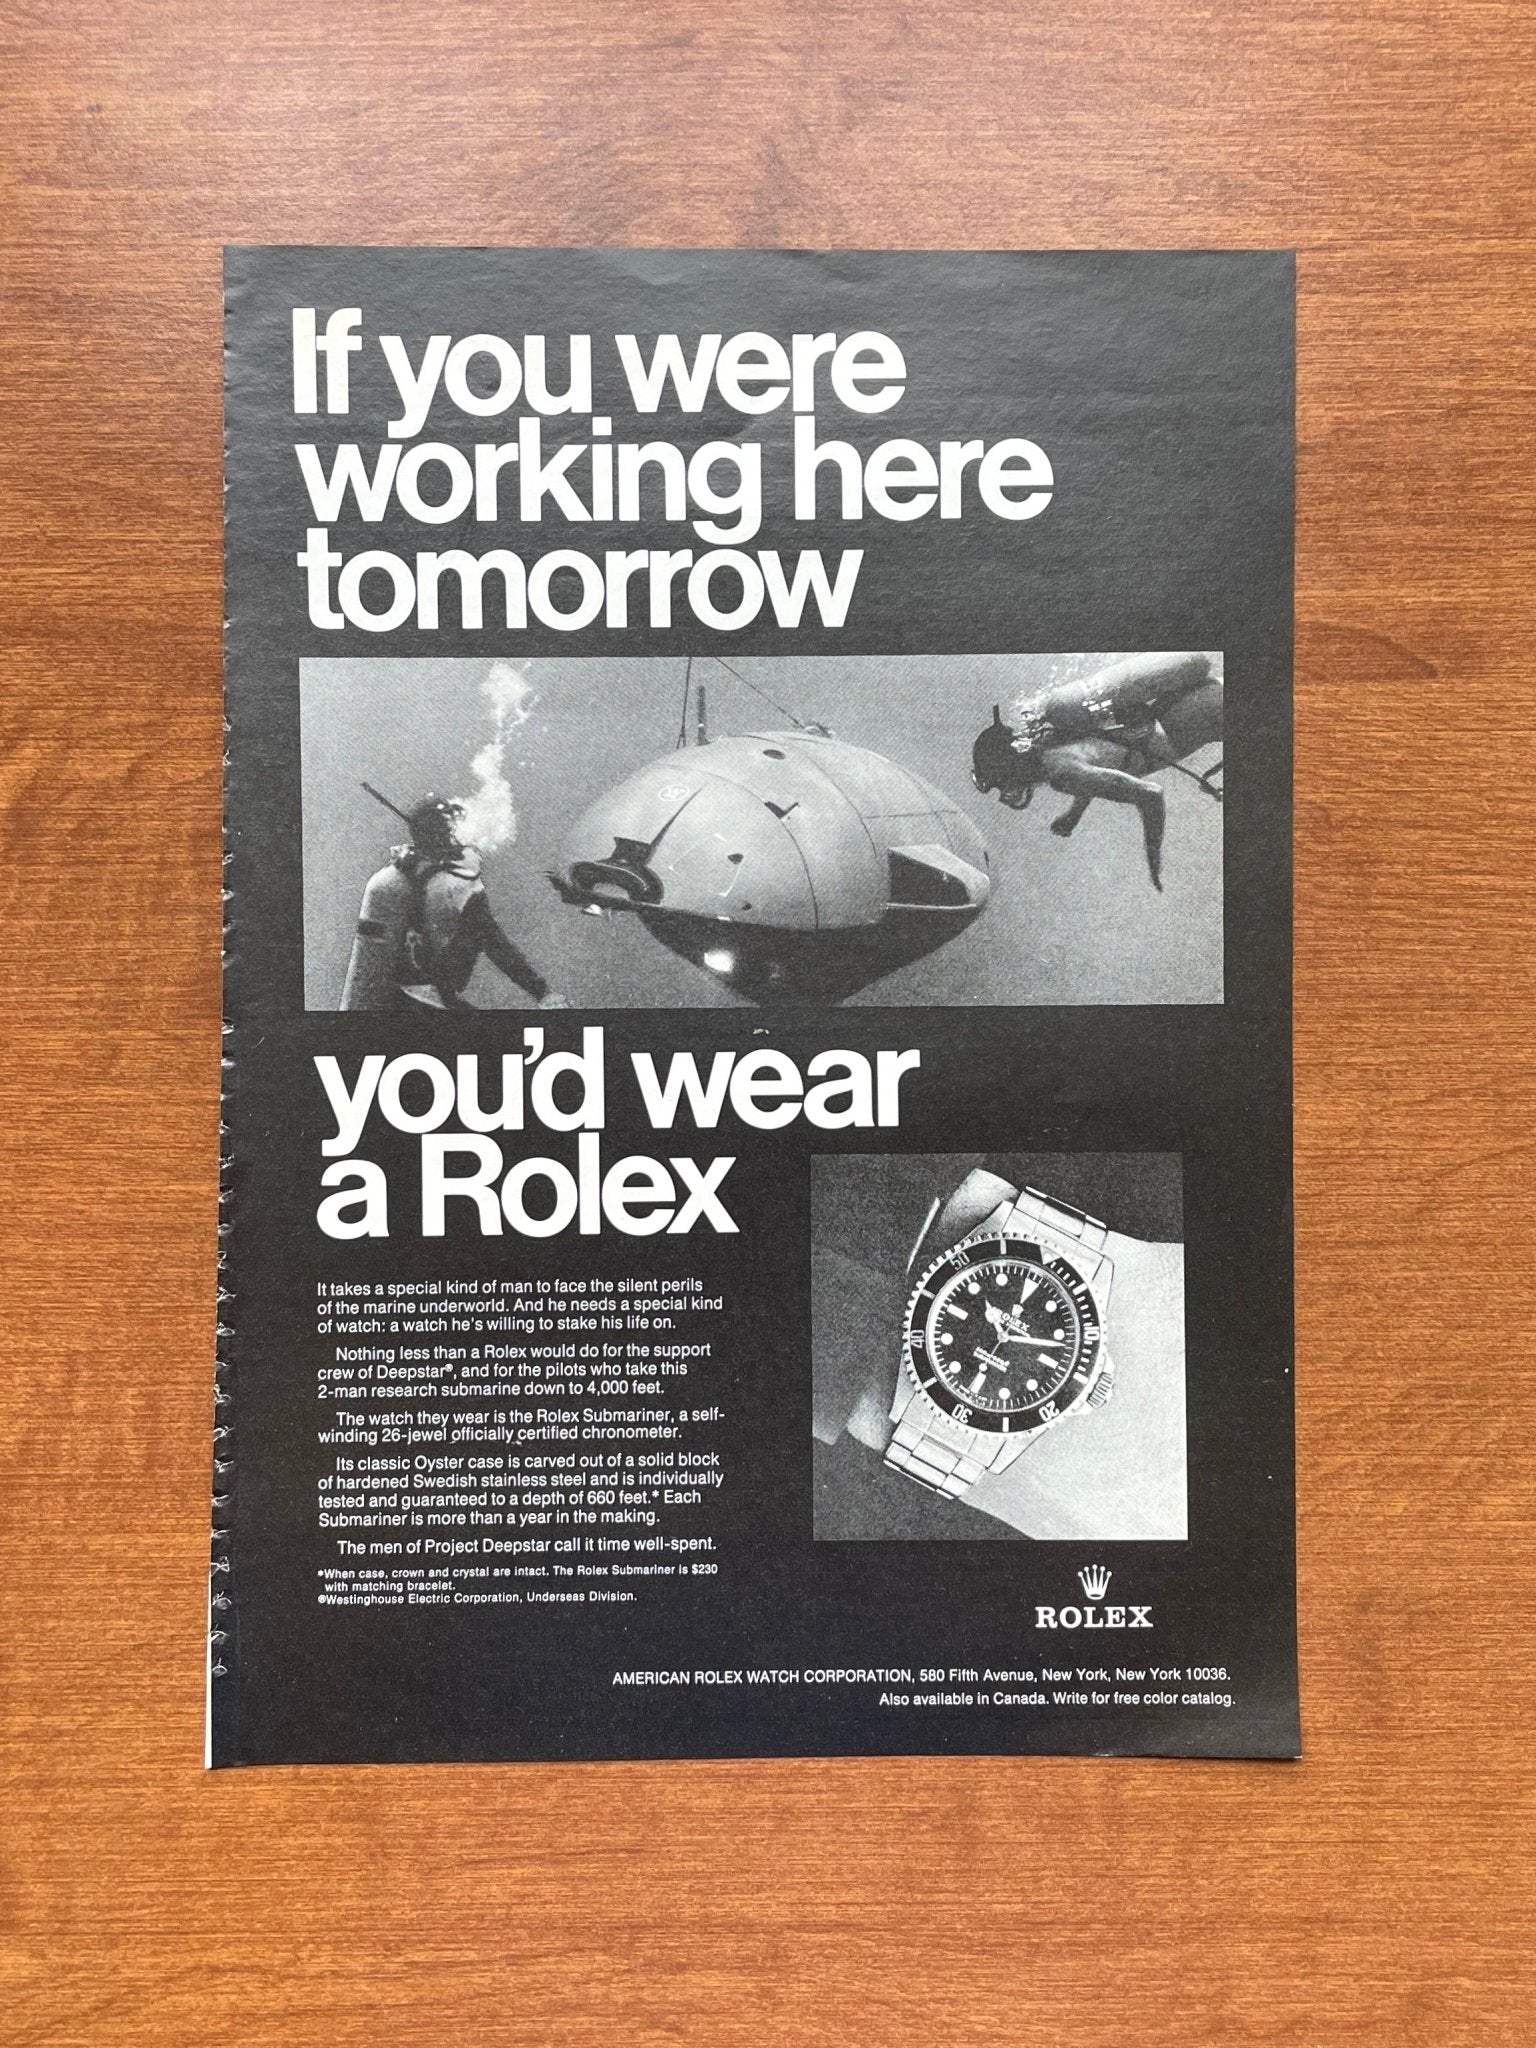 If you were
working here
tomorrow
you'd wear
a Rolex
It takes a special kind of man to face the silent perils
of the marine underworld. And he needs a special kind
of watch: a watch he's willing to stake his life on.
Nothing less than a Rolex would do for the support
crew of Deepstar®, and for the pilots who take this
2-man research submarine down to 4,000 feet.
The watch they wear is the Rolex Submariner, a self-
winding 26-jewel officially certified chronometer.
Its classic Oyster case is carved out of a solid block
of hardened Swedish stainless steel and is individually
tested and guaranteed to a depth of 660 feet.* Each
Submariner is more than a year in the making.
The men of Project Deepstar call it time well-spent.
*When case, crown and crystal are intact. The Rolex Submariner is $230
with matching bracelet.
®Westinghouse Electric Corporation, Underseas Division.
50
10
40
ROLEX
30
20
ROLEX
AMERICAN ROLEX WATCH CORPORATION, 580 Fifth Avenue, New York, New York 10036.
Also available in Canada. Write for free color catalog.